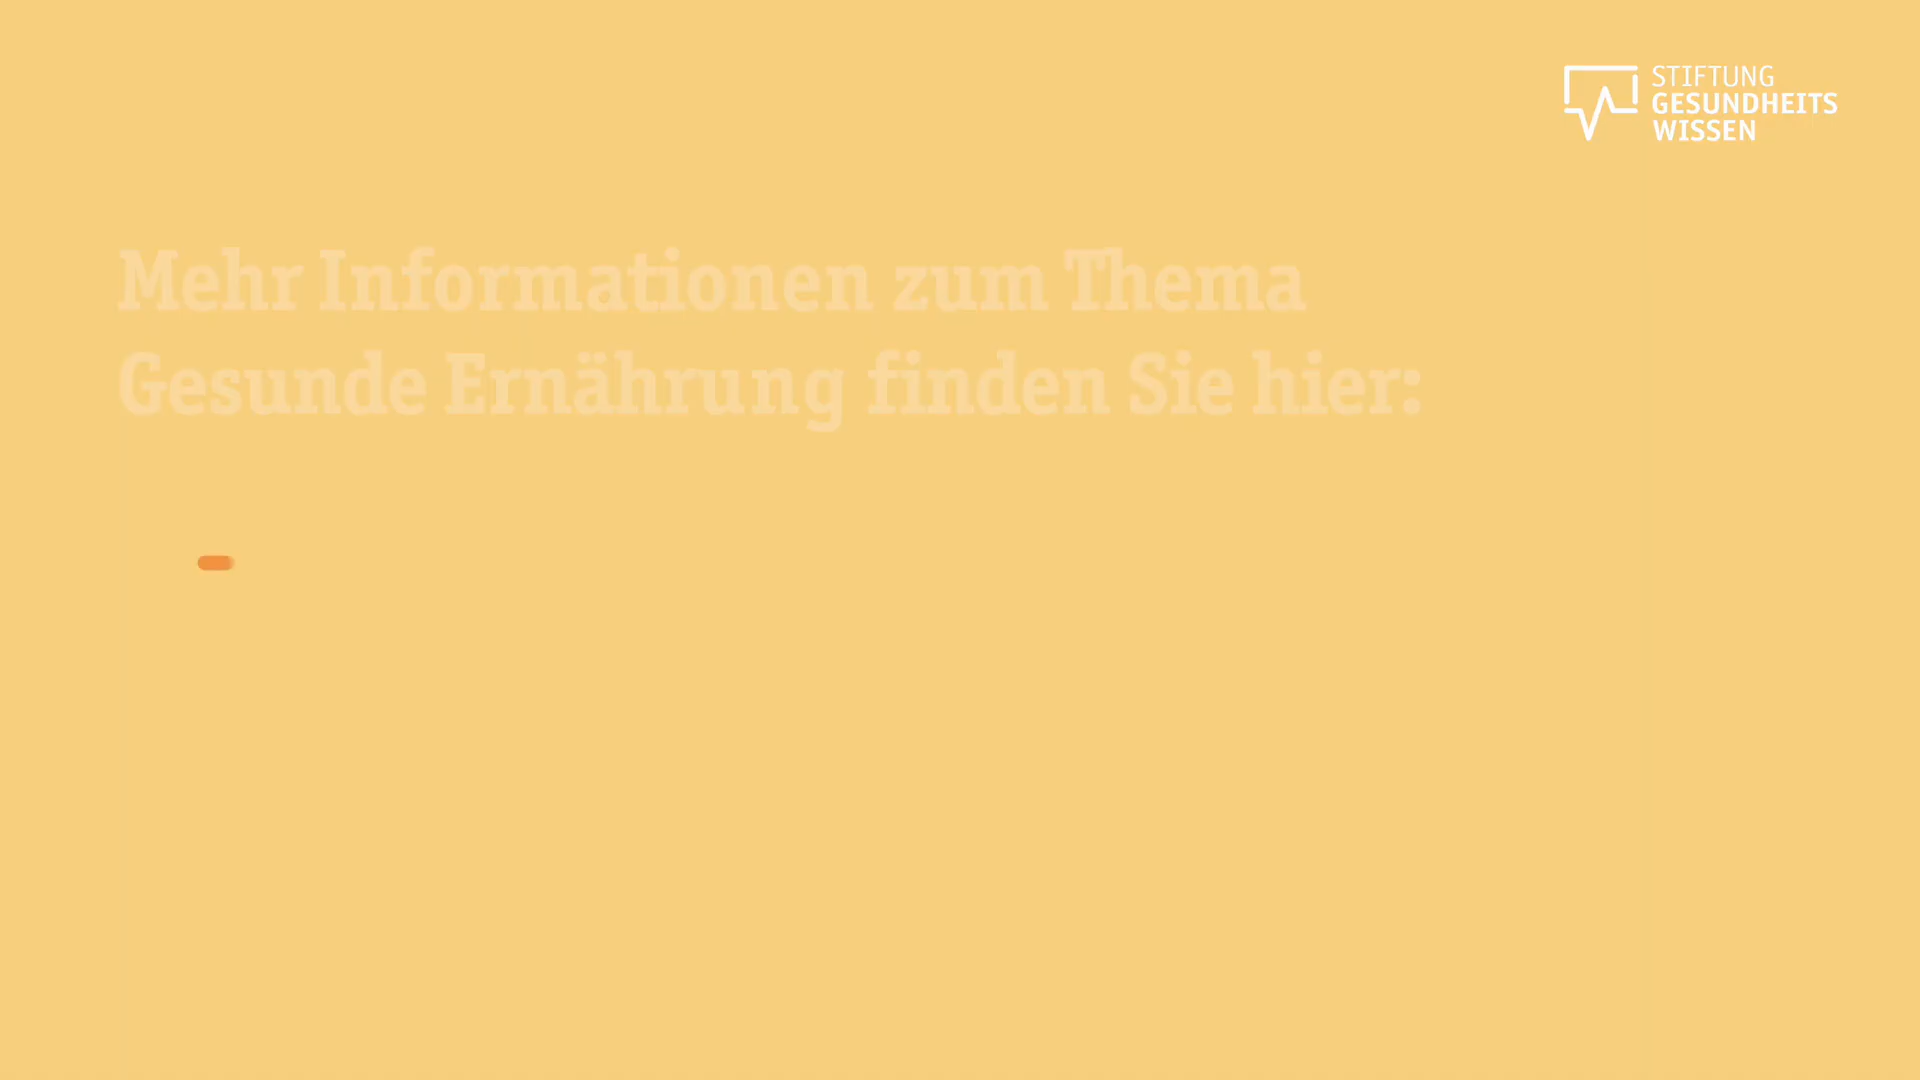 STIFTUNG
GESUNDHEITS
WISSEN
Mehr Informationen zum Thema
Gesunde Ernährung finden Sie hier: